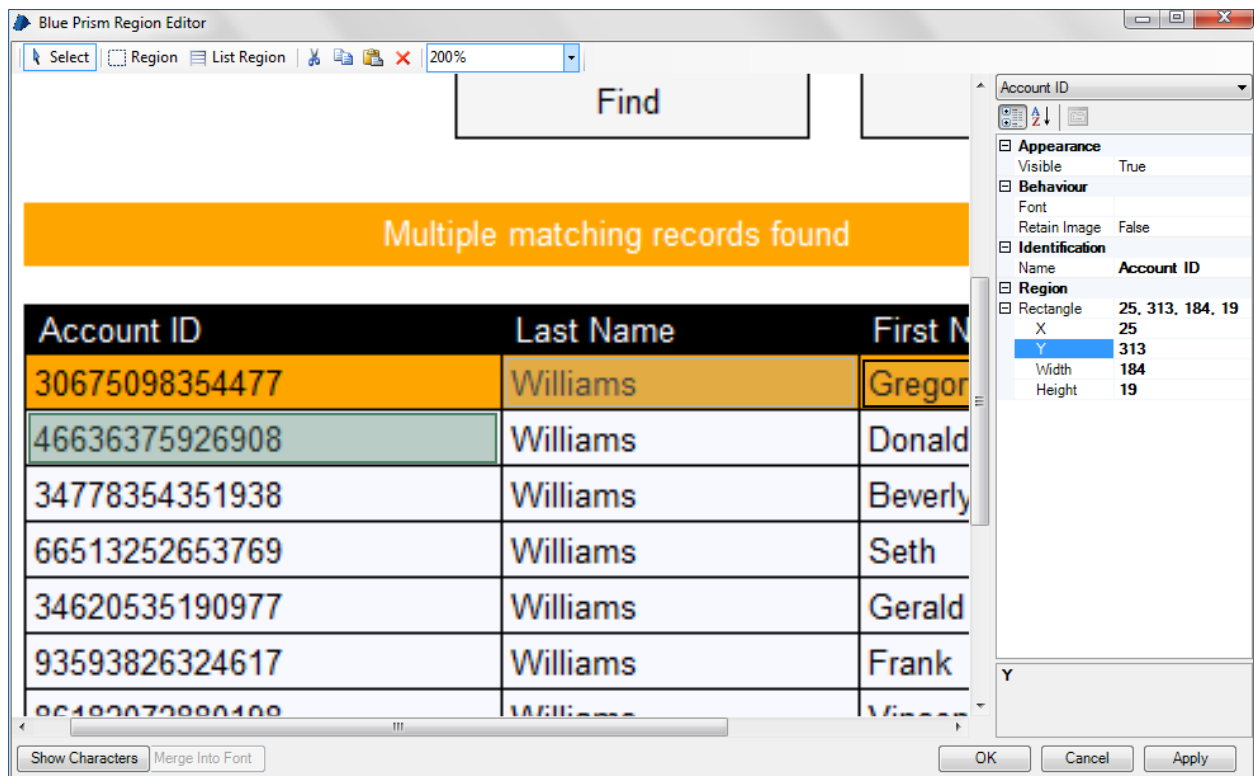 Blue Prism Region Editor
Select Region List Region 200%
Find
Multiple matching records found
Account ID Last Name First N
30675098354477 Williams Gregor
46636375926908 Williams Donald
34778354351938 Williams Beverly
66513252653769 Williams Seth
34620535190977 Williams Gerald
93593826324617 Williams Frank
Account ID
Appearance
Visible True
Behaviour
Font
Retain Image False
Identification
Name Account ID
Region
Rectangle 25, 313, 184, 19
X 25
Y 313
Width 184
Height 19
Y
Show Characters Merge Into Font OK Cancel Apply